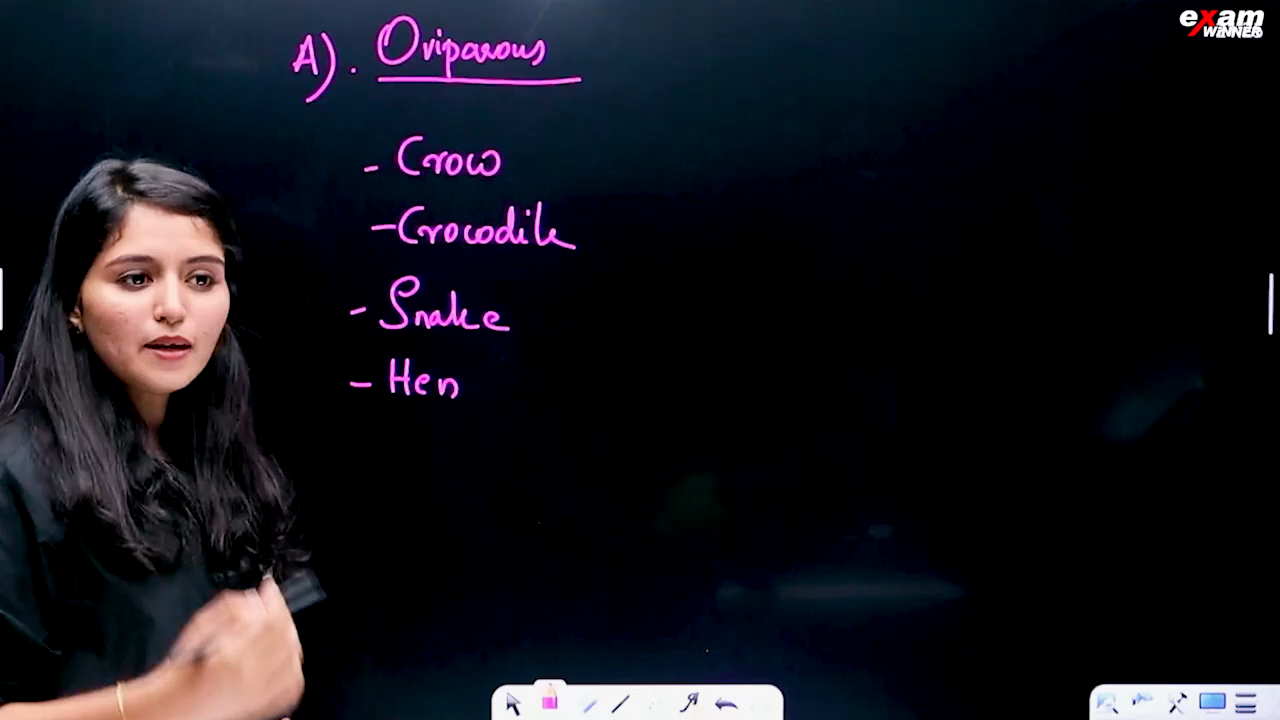 exam
WINNER
A). Oviparous
- Crow
- Crocodile
- Snake
- Hen